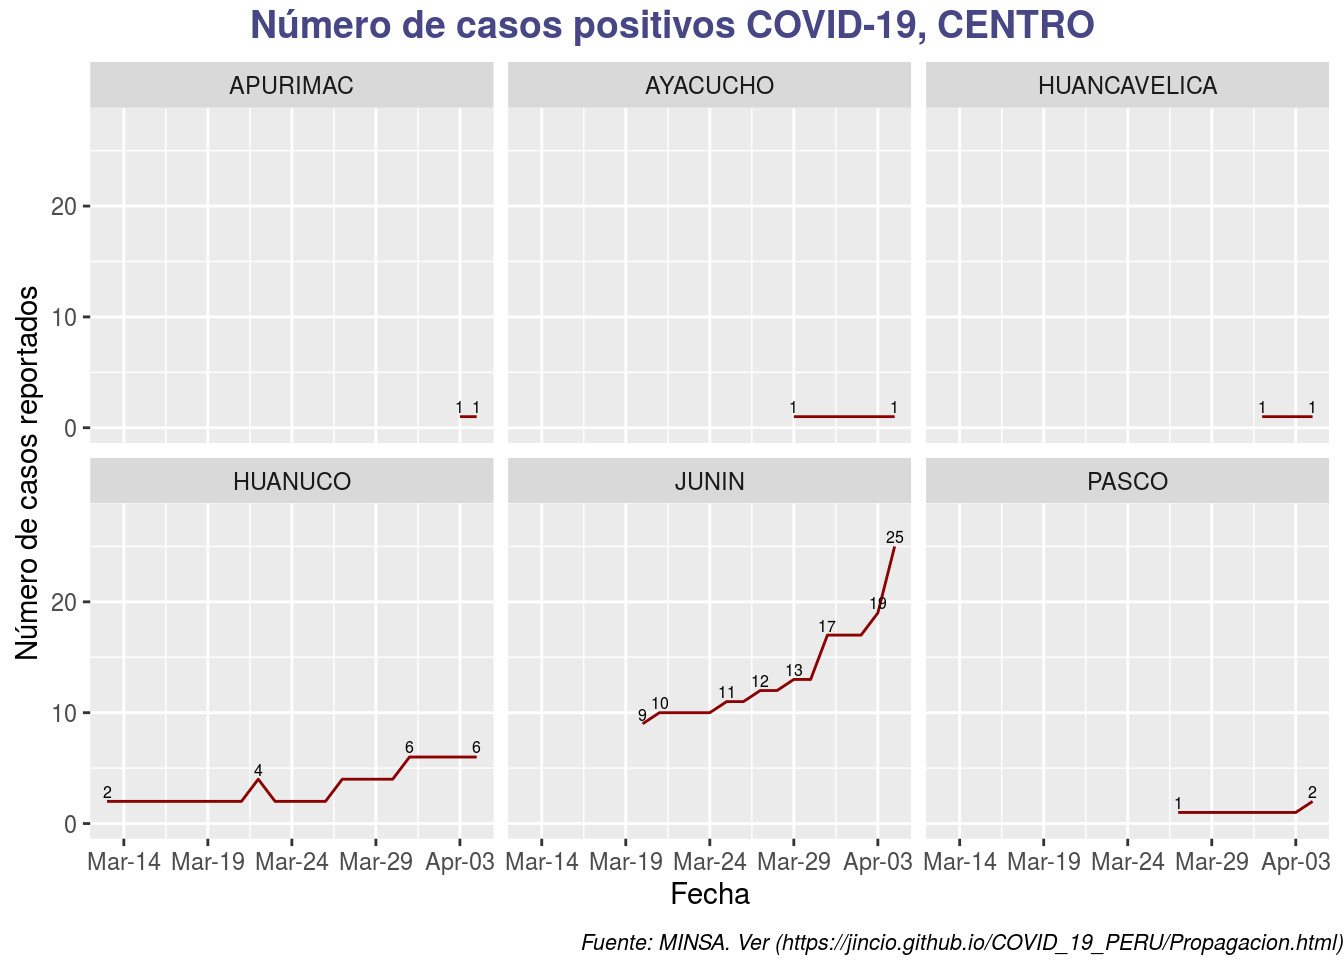 Número de casos positivos COVID-19, CENTRO
APURIMAC AYACUCHO HUANCAVELICA
20
10
0
1 1 1 1 1 1
HUANUCO JUNIN PASCO
20
10
0
2 4 6 6
9 10 11 12 13 17 19 25
1 2
Mar-14 Mar-19 Mar-24 Mar-29 Apr-03 Mar-14 Mar-19 Mar-24 Mar-29 Apr-03 Mar-14 Mar-19 Mar-24 Mar-29 Apr-03
Número de casos reportados
Fecha
Fuente: MINSA. Ver (https://jincio.github.io/COVID_19_PERU/Propagacion.html)